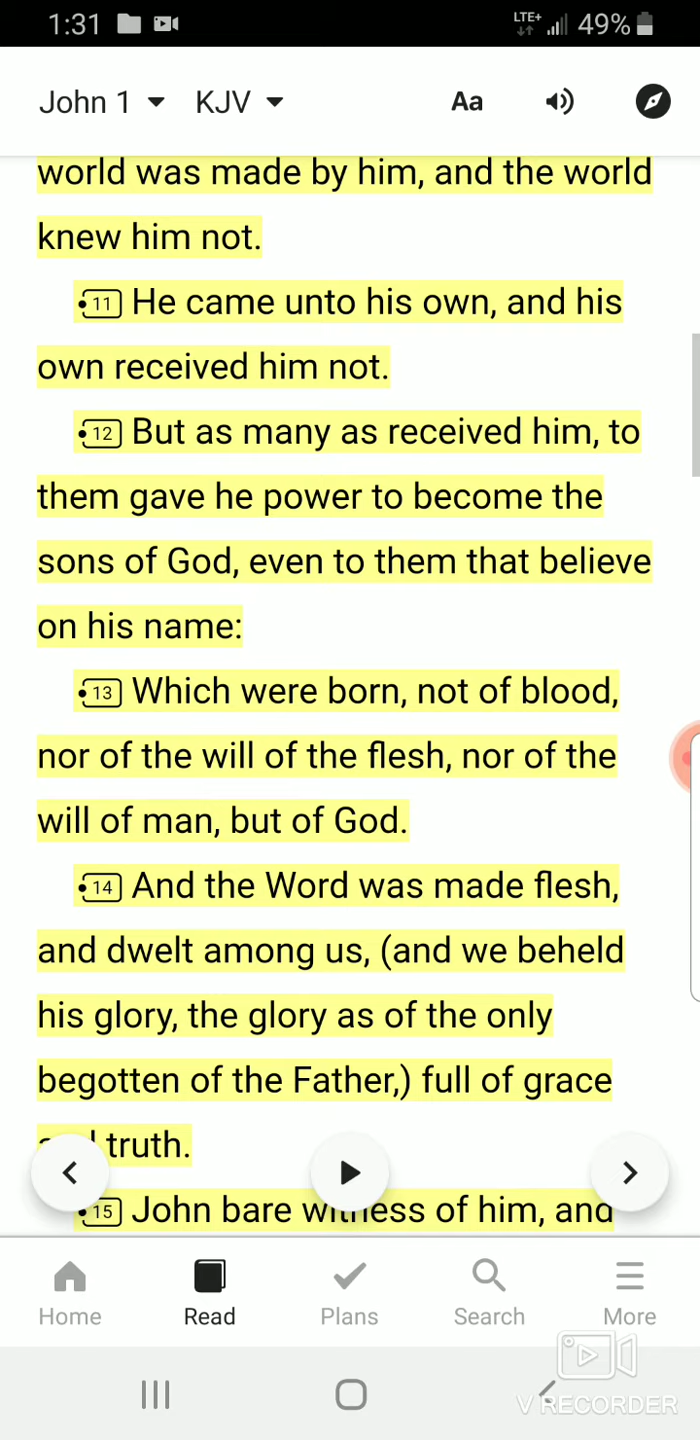 1:31 LTE+ 49%
John 1 KJV Aa
world was made by him, and the world
knew him not.
11 He came unto his own, and his
own received him not.
12 But as many as received him, to
them gave he power to become the
sons of God, even to them that believe
on his name:
13 Which were born, not of blood,
nor of the will of the flesh, nor of the
will of man, but of God.
14 And the Word was made flesh,
and dwelt among us, (and we beheld
his glory, the glory as of the only
begotten of the Father,) full of grace
truth.
15 John bare witness of him, and
Home Read Plans Search More
V RECORDER